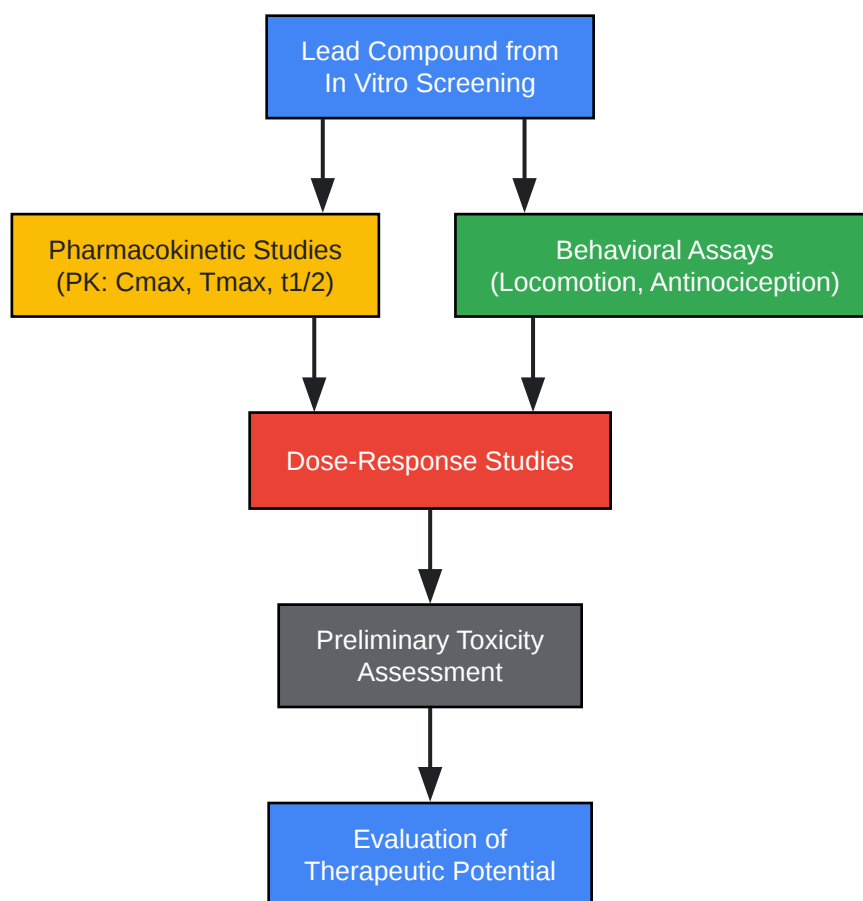 Lead Compound from
In Vitro Screening
Pharmacokinetic Studies
(PK: Cmax, Tmax, t1/2)
Behavioral Assays
(Locomotion, Antinociception)
Dose-Response Studies
Preliminary Toxicity
Assessment
Evaluation of
Therapeutic Potential